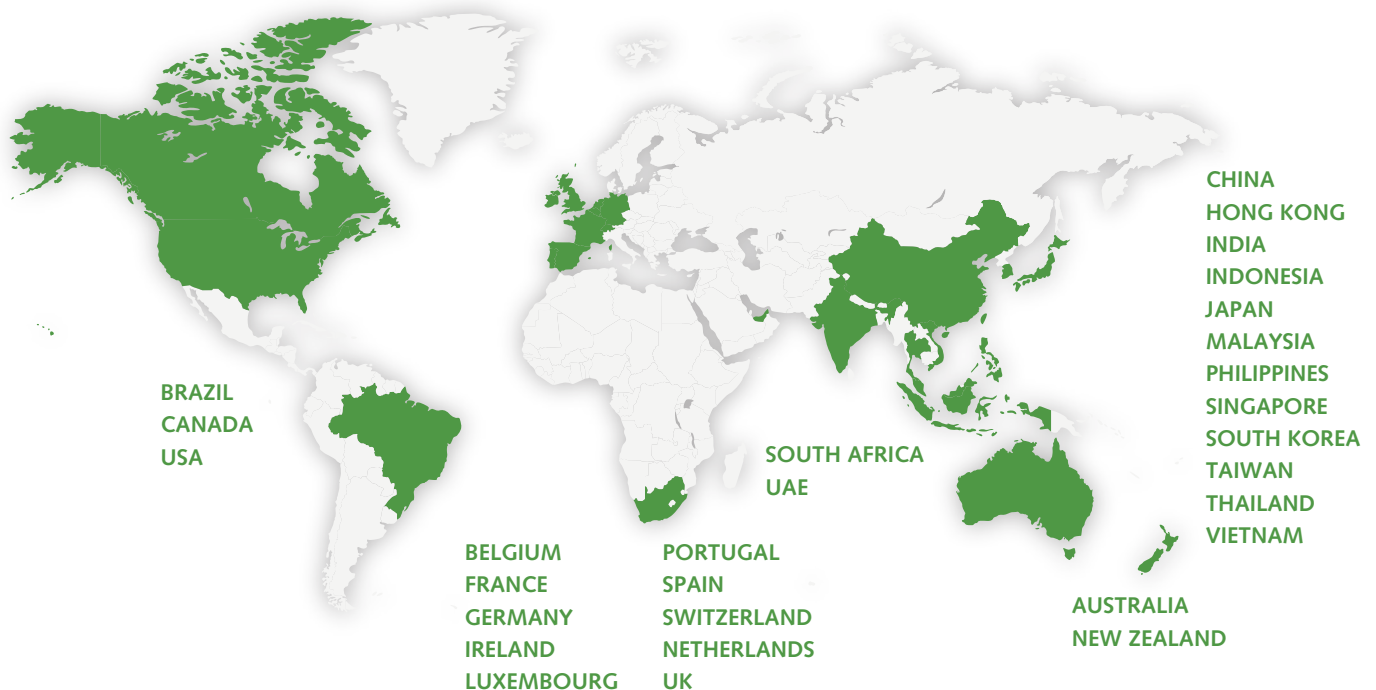 BRAZIL
CANADA
USA
BELGIUM
FRANCE
GERMANY
IRELAND
LUXEMBOURG
PORTUGAL
SPAIN
SWITZERLAND
NETHERLANDS
UK
SOUTH AFRICA
UAE
CHINA
HONG KONG
INDIA
INDONESIA
JAPAN
MALAYSIA
PHILIPPINES
SINGAPORE
SOUTH KOREA
TAIWAN
THAILAND
VIETNAM
AUSTRALIA
NEW ZEALAND